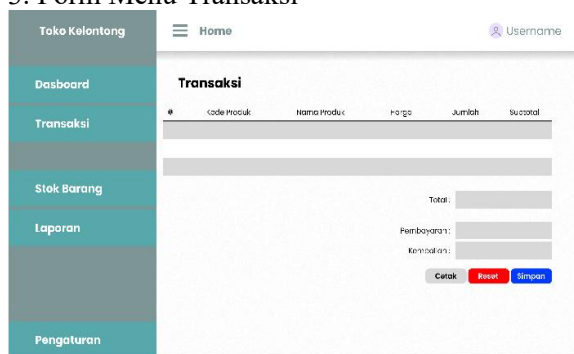 3. Form Menu Transaksi
Toko Kelontong
Home
Username
Dasboard
Transaksi
Stok Barang
Laporan
Pengaturan
Transaksi
# Kode Produk Nama Produk Harga Jumlah Subtotal
Total :
Pembayaran :
Kembalian :
Cetak Reset Simpan